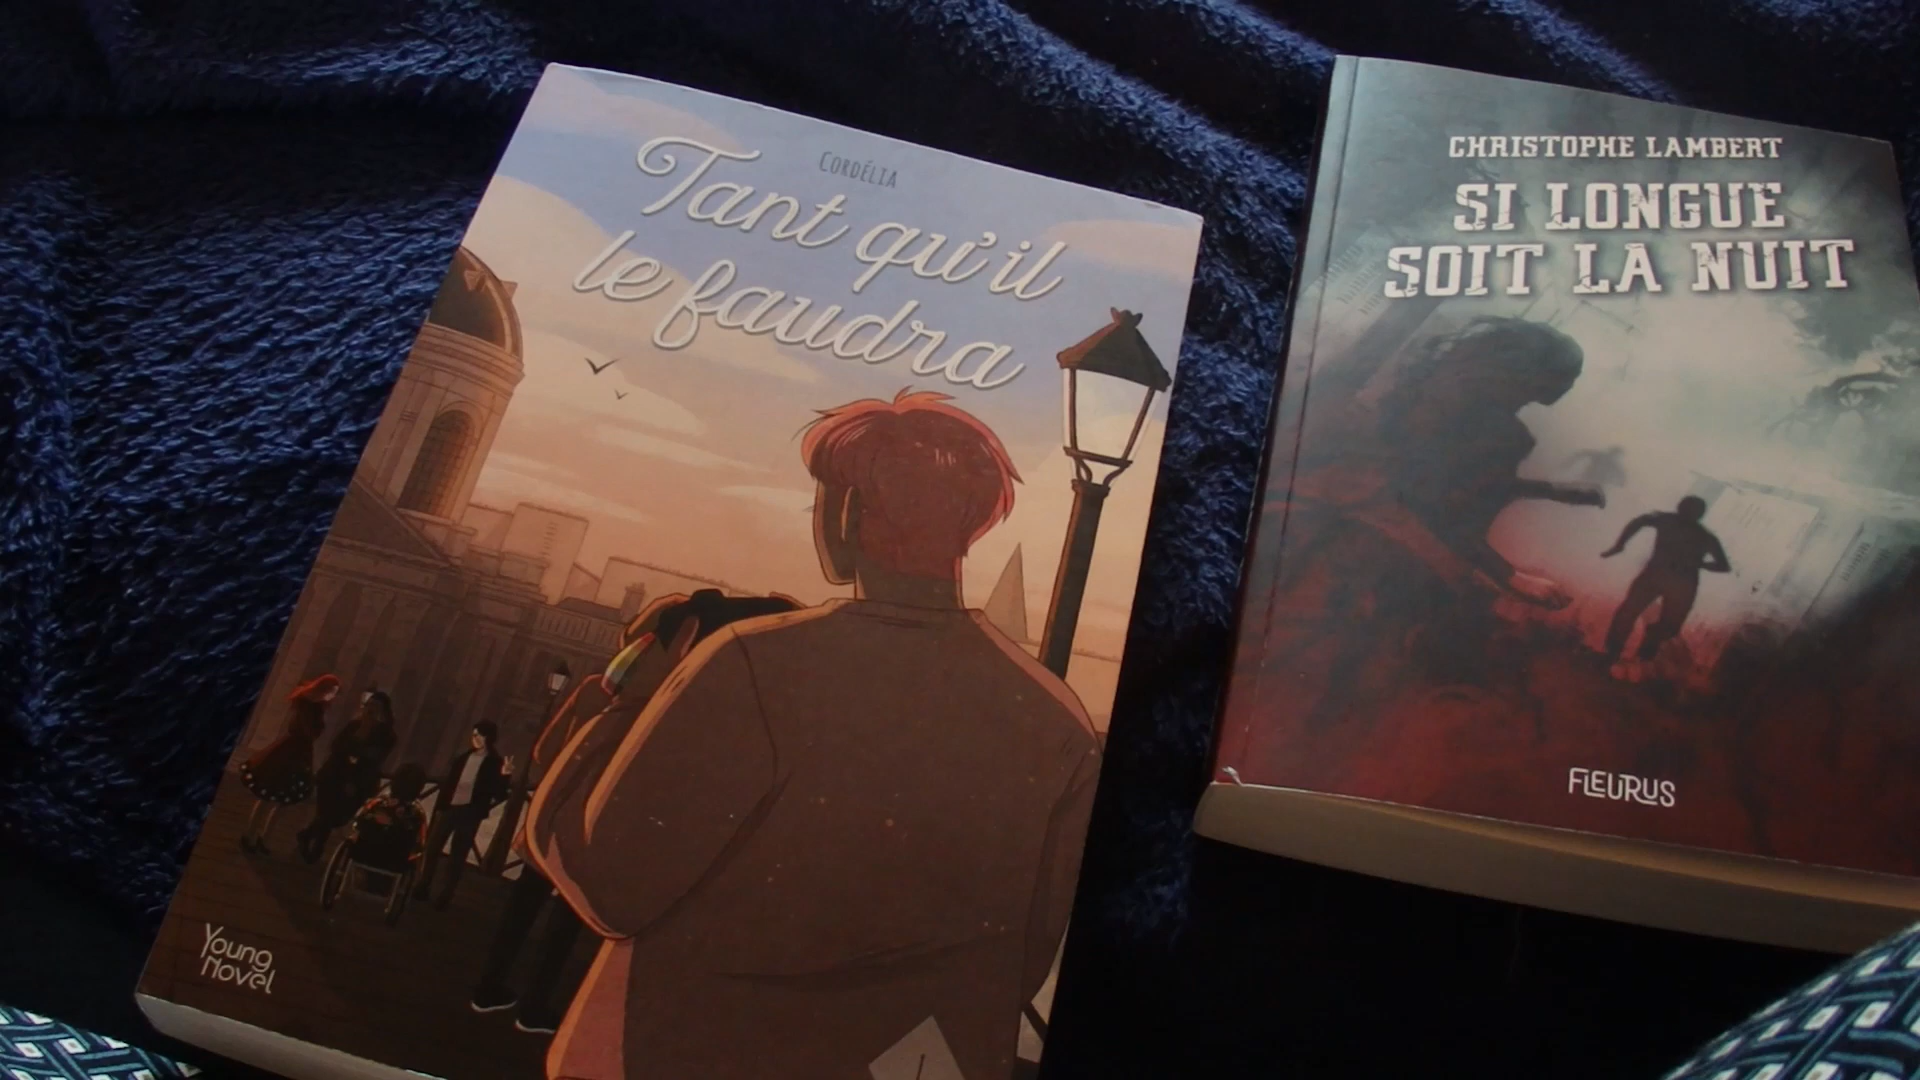 Cordélia
Tant qu'il
le faudra
Young
Novel
CHRISTOPHE LAMBERT
SI LONGUE
SOIT LA NUIT
FLEURUS